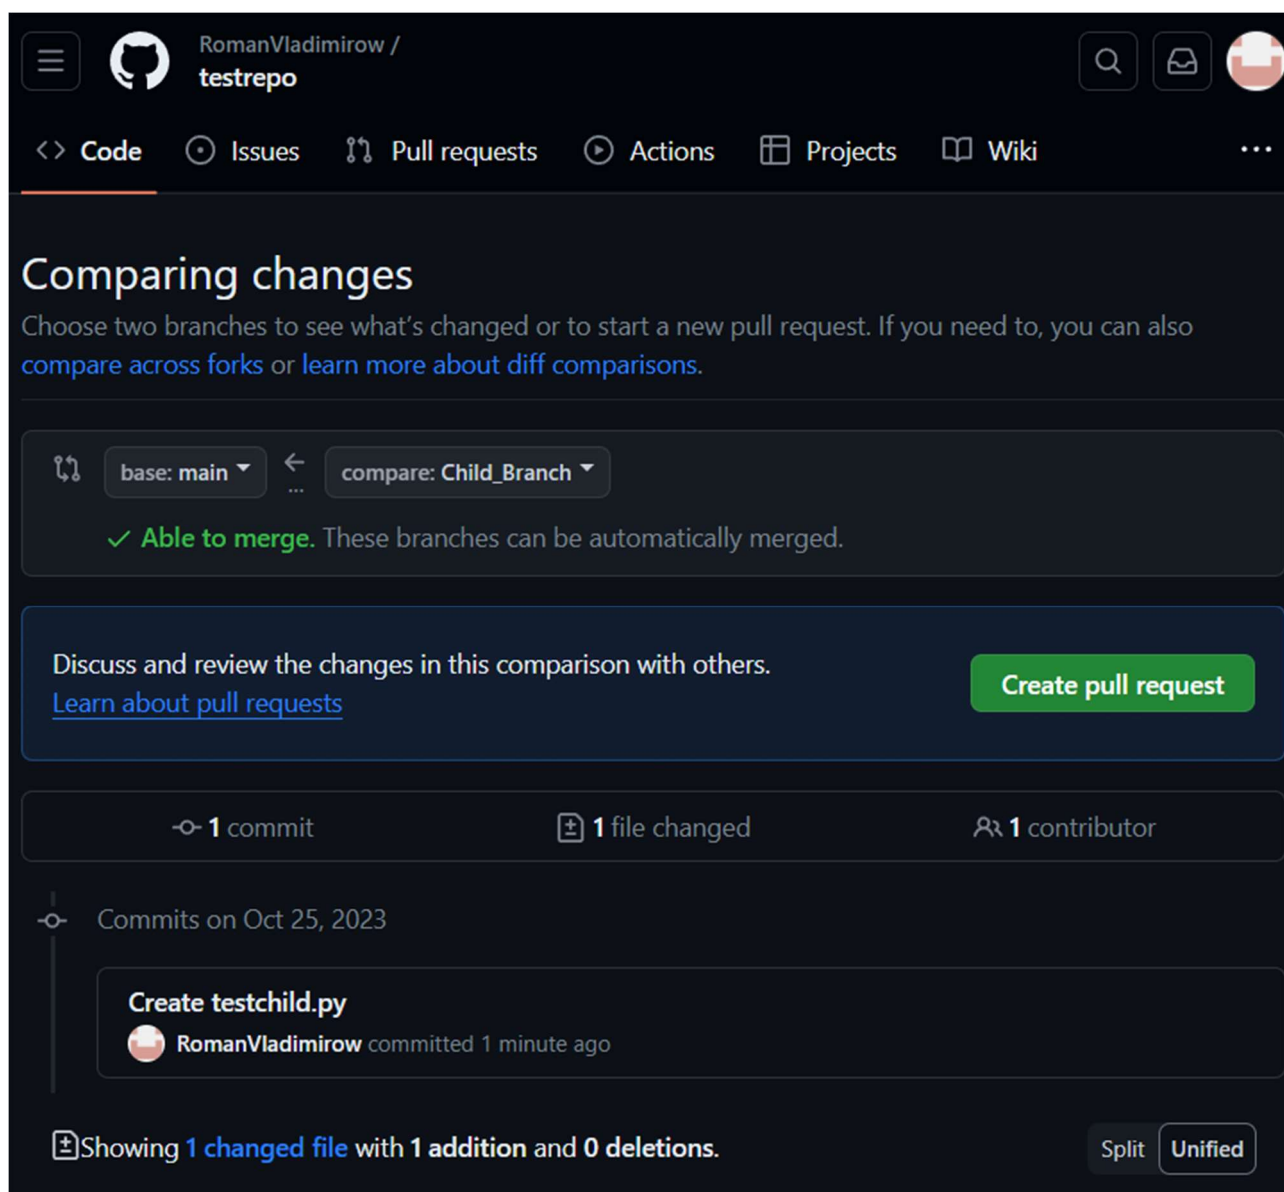 RomanVladimirow /
testrepo
Code Issues Pull requests Actions Projects Wiki
Comparing changes
Choose two branches to see what's changed or to start a new pull request. If you need to, you can also
compare across forks or learn more about diff comparisons.
base: main compare: Child_Branch
Able to merge. These branches can be automatically merged.
Discuss and review the changes in this comparison with others.
Learn about pull requests
Create pull request
1 commit 1 file changed 1 contributor
Commits on Oct 25, 2023
Create testchild.py
RomanVladimirow committed 1 minute ago
Showing 1 changed file with 1 addition and 0 deletions.
Split Unified